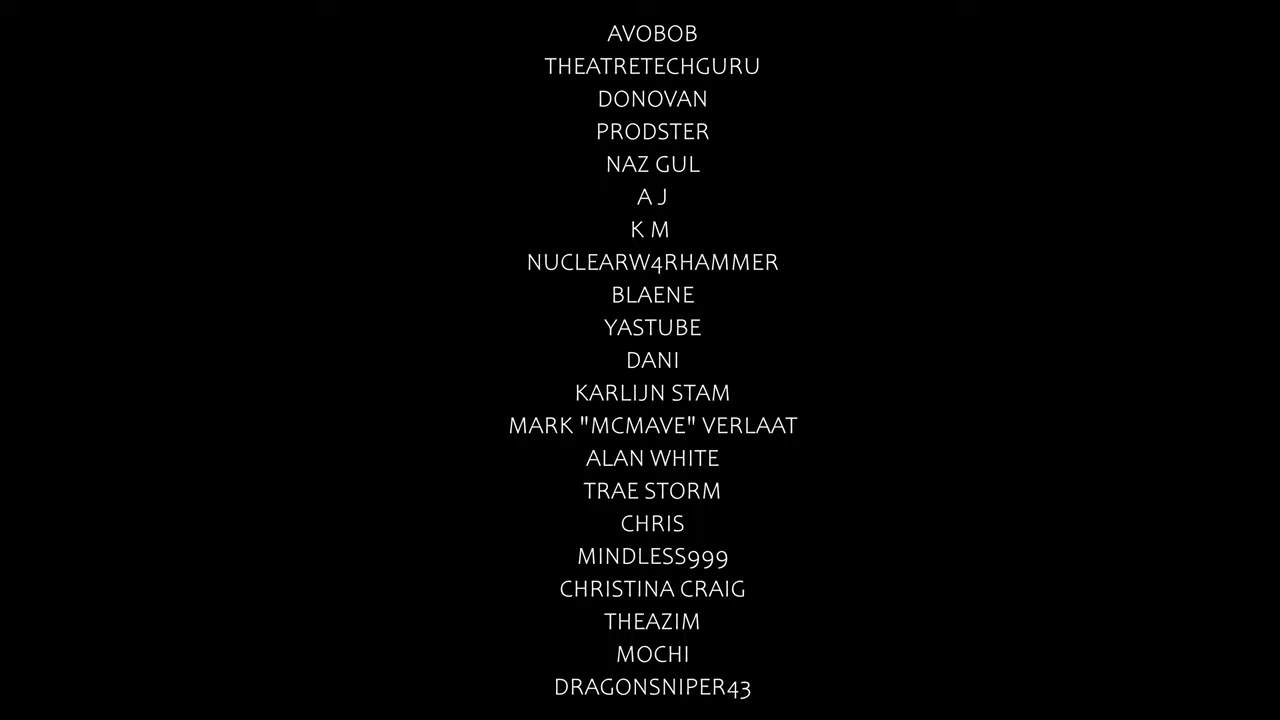 AVOBOB
THEATRETECHGURU
DONOVAN
PRODSTER
NAZ GUL
A J
K M
NUCLEARW4RHAMMER
BLAENE
YASTUBE
DANI
KARLIJN STAM
MARK "MCMAVE" VERLAAT
ALAN WHITE
TRAE STORM
CHRIS
MINDLESS999
CHRISTINA CRAIG
THEAZIM
MOCHI
DRAGONSNIPER43